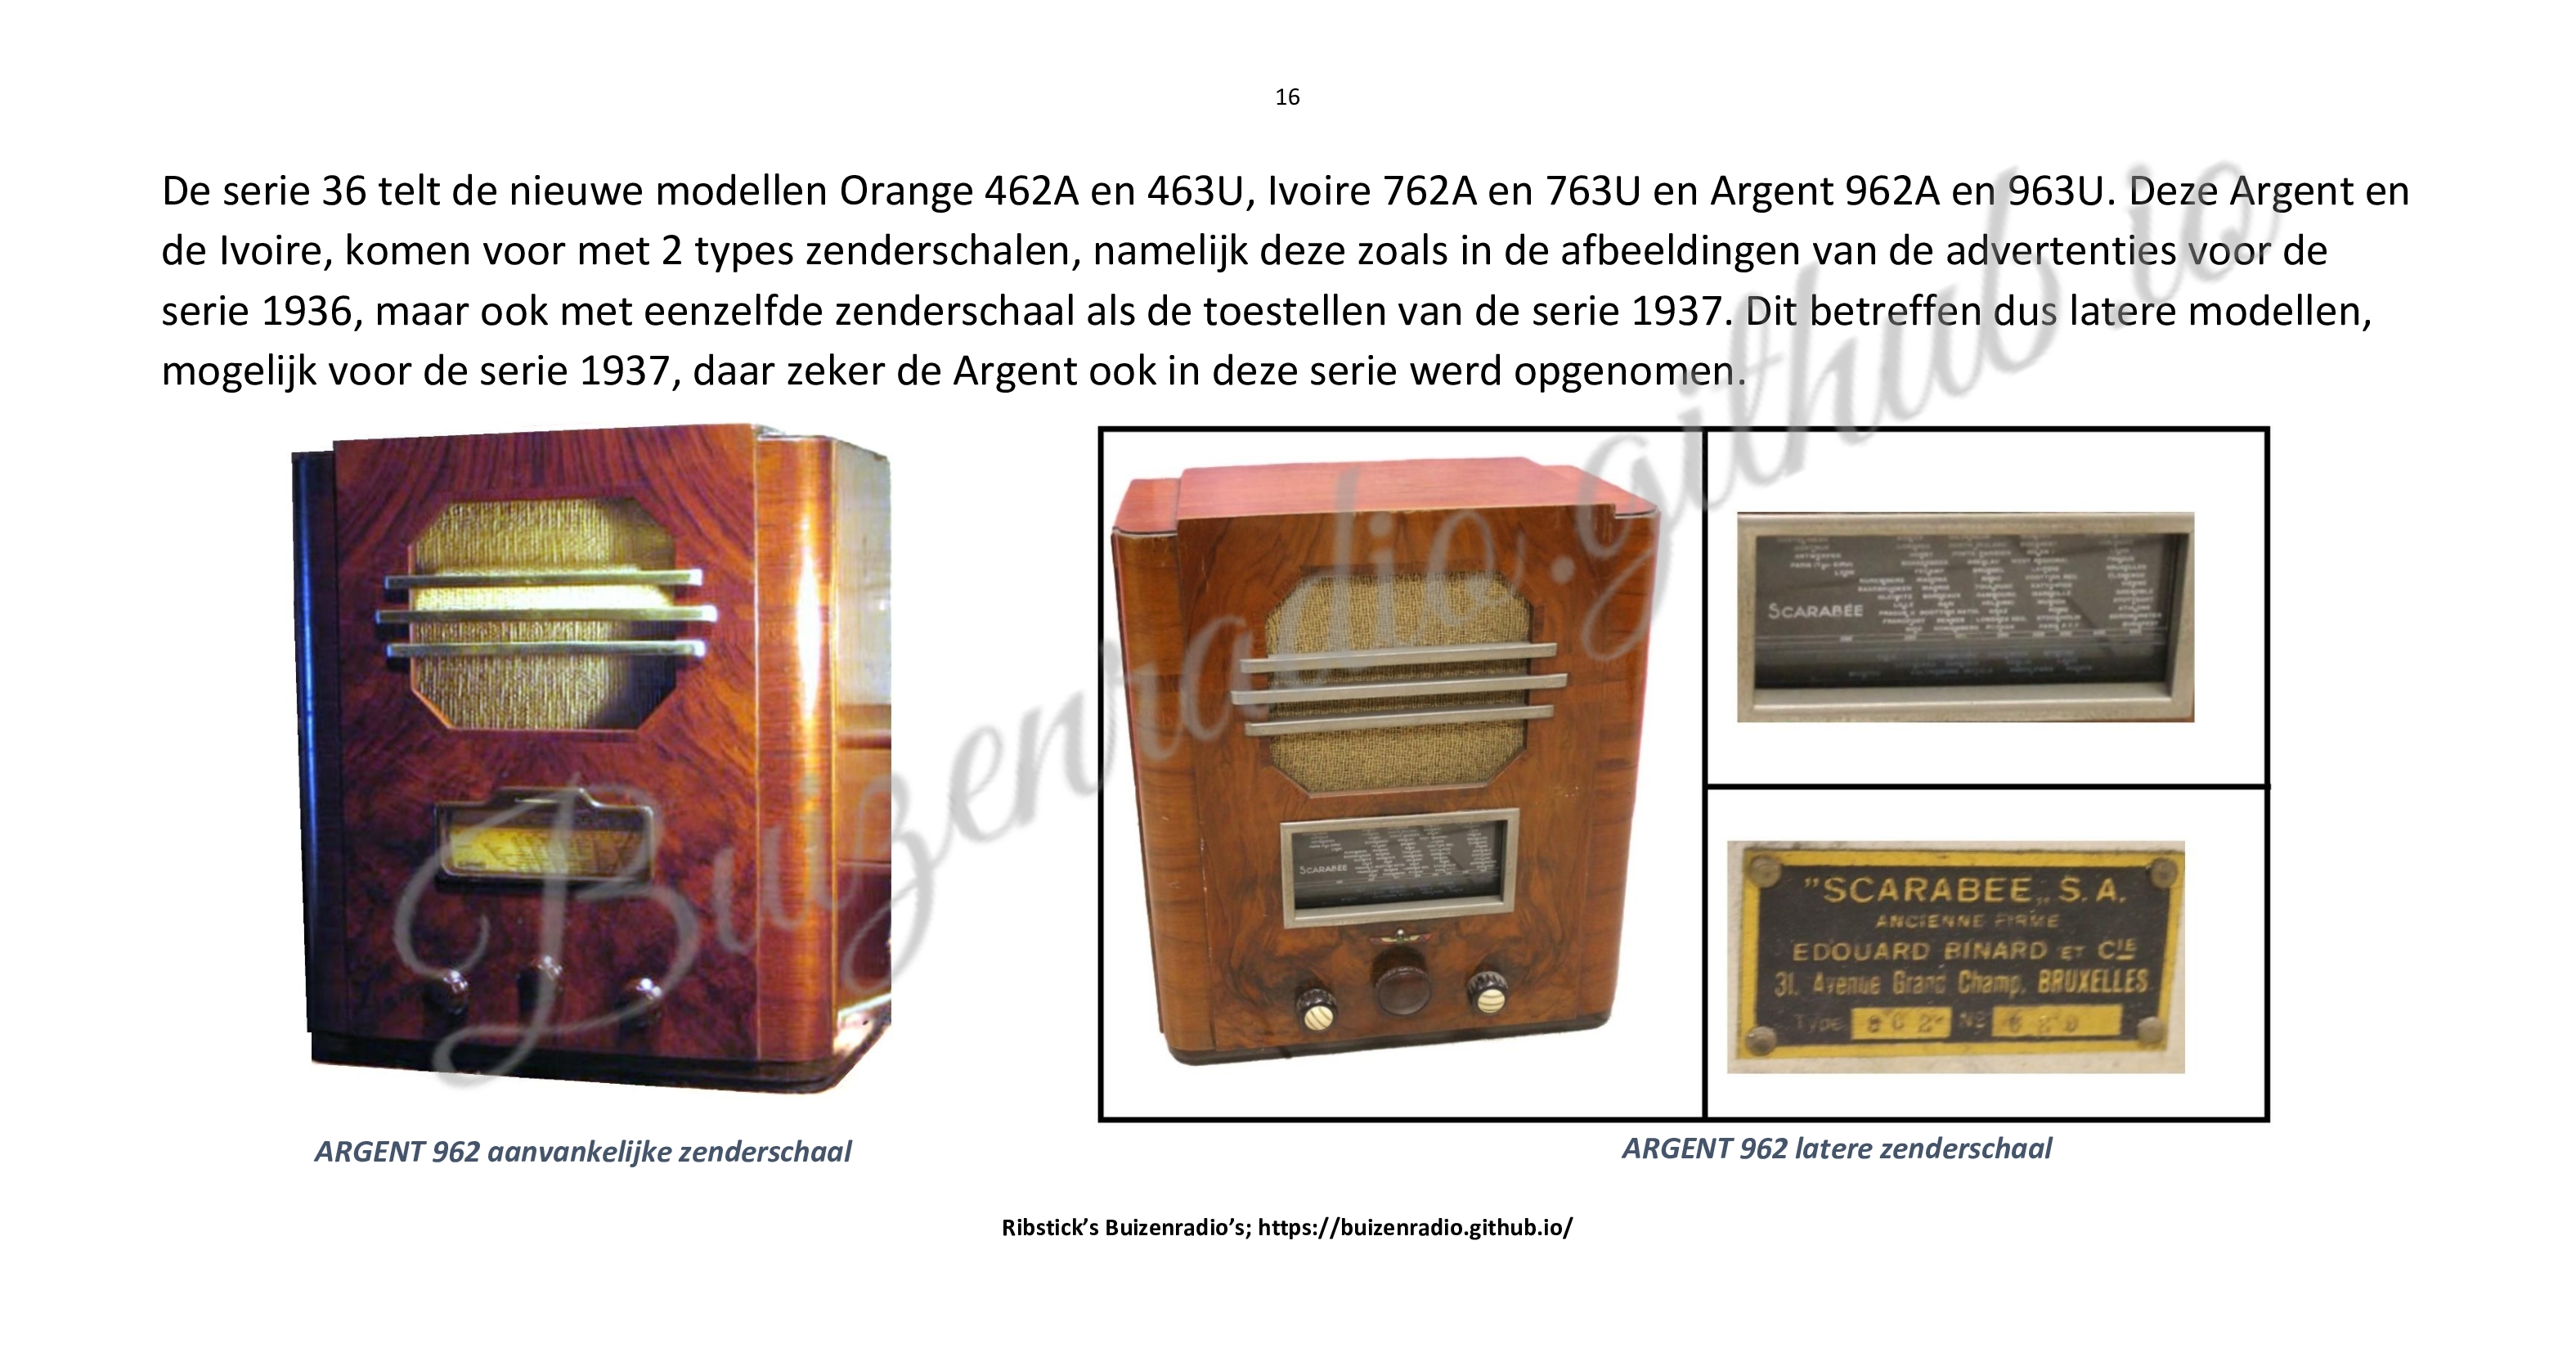 16
De serie 36 telt de nieuwe modellen Orange 462A en 463U, Ivoire 762A en 763U en Argent 962A en 963U. Deze Argent en
de Ivoire, komen voor met 2 types zenderschalen, namelijk deze zoals in de afbeeldingen van de advertenties voor de
serie 1936, maar ook met eenzelfde zenderschaal als de toestellen van de serie 1937. Dit betreffen dus latere modellen,
mogelijk voor de serie 1937, daar zeker de Argent ook in deze serie werd opgenomen.
Buizenradio.github.io
SCARABÉE
SCARABÉE
"SCARABEE„ S.A.
ANCIENNE FIRME
EDOUARD BINARD ET CIE
31, Avenue Grand Champ, BRUXELLES
Type No
ARGENT 962 aanvankelijke zenderschaal
ARGENT 962 latere zenderschaal
Ribstick’s Buizenradio’s; https://buizenradio.github.io/